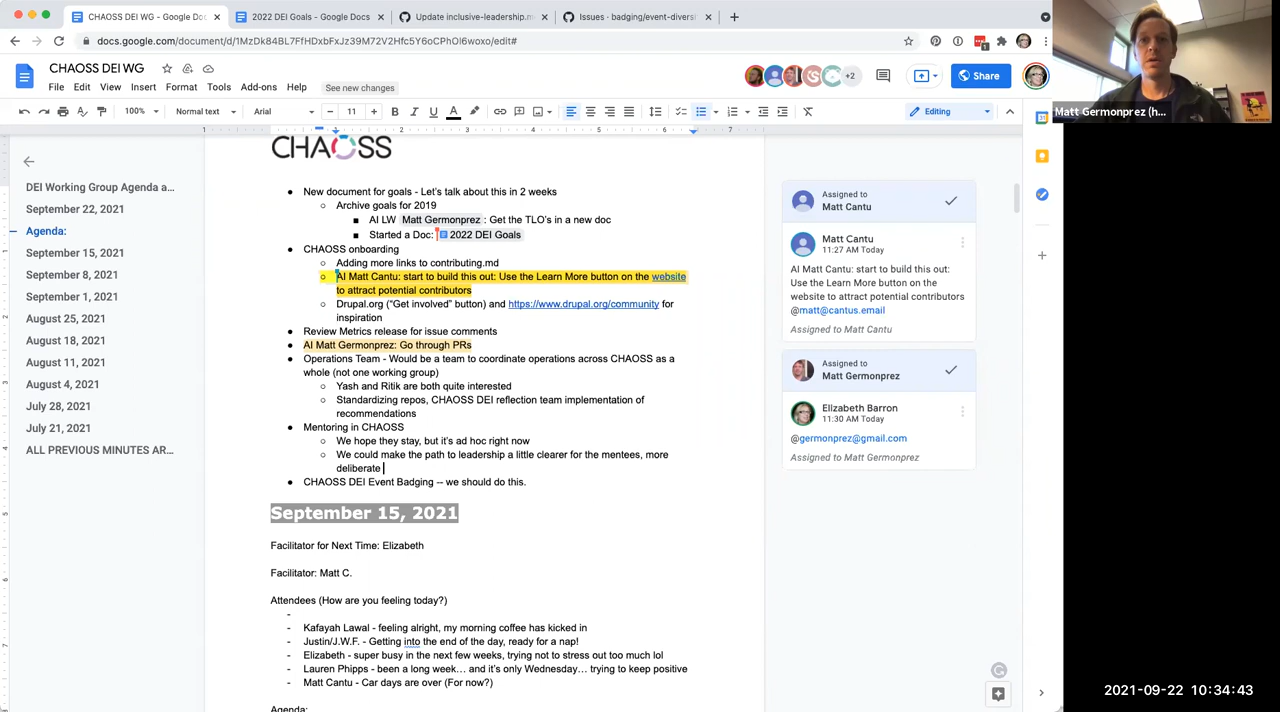 CHAOSS DEI WG - Google Doc
2022 DEI Goals - Google Docs
Update inclusive-leadership.m
Issues · badging/event-divers
docs.google.com/document/d/1MzDk84BL7FfHDxbFxJz39M72V2Hfc5Y6oCPhOl6woxo/edit#
CHAOSS DEI WG
File Edit View Insert Format Tools Add-ons Help
See new changes
+2
Share
100%
Normal text
Arial
11
Editing
Matt Germonprez (h...
DEI Working Group Agenda a...
September 22, 2021
Agenda:
September 15, 2021
September 8, 2021
September 1, 2021
August 25, 2021
August 18, 2021
August 11, 2021
August 4, 2021
July 28, 2021
July 21, 2021
ALL PREVIOUS MINUTES AR...
CHAOSS
● New document for goals - Let's talk about this in 2 weeks
○ Archive goals for 2019
■ AI LW Matt Germonprez : Get the TLO's in a new doc
■ Started a Doc: 2022 DEI Goals
● CHAOSS onboarding
○ Adding more links to contributing.md
○ AI Matt Cantu: start to build this out: Use the Learn More button on the website
to attract potential contributors
○ Drupal.org ("Get involved" button) and https://www.drupal.org/community for
inspiration
● Review Metrics release for issue comments
● AI Matt Germonprez: Go through PRs
● Operations Team - Would be a team to coordinate operations across CHAOSS as a
whole (not one working group)
○ Yash and Ritik are both quite interested
○ Standardizing repos, CHAOSS DEI reflection team implementation of
recommendations
● Mentoring in CHAOSS
○ We hope they stay, but it's ad hoc right now
○ We could make the path to leadership a little clearer for the mentees, more
deliberate
● CHAOSS DEI Event Badging -- we should do this.
September 15, 2021
Facilitator for Next Time: Elizabeth
Facilitator: Matt C.
Attendees (How are you feeling today?)
-
- Kafayah Lawal - feeling alright, my morning coffee has kicked in
- Justin/J.W.F. - Getting into the end of the day, ready for a nap!
- Elizabeth - super busy in the next few weeks, trying not to stress out too much lol
- Lauren Phipps - been a long week… and it's only Wednesday… trying to keep positive
- Matt Cantu - Car days are over (For now?)
Agenda:
Assigned to
Matt Cantu
Matt Cantu
11:27 AM Today
AI Matt Cantu: start to build this out:
Use the Learn More button on the
website to attract potential contributors
@matt@cantus.email
Assigned to Matt Cantu
Assigned to
Matt Germonprez
Elizabeth Barron
11:30 AM Today
@germonprez@gmail.com
Assigned to Matt Germonprez
2021-09-22 10:34:43